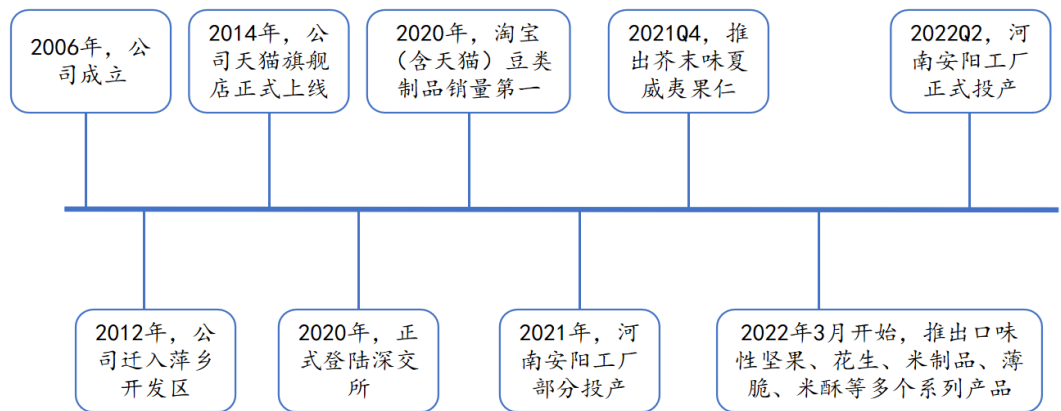 2006年，公
司成立
2014年，公
司天猫旗舰
店正式上线
2020年，淘宝
（含天猫）豆类
制品销量第一
2021Q4，推
出芥末味夏
威夷果仁
2022Q2，河
南安阳工厂
正式投产
2012年，公
司迁入萍乡
开发区
2020年，正
式登陆深交
所
2021年，河
南安阳工厂
部分投产
2022年3月开始，推出口味
性坚果、花生、米制品、薄
脆、米酥等多个系列产品